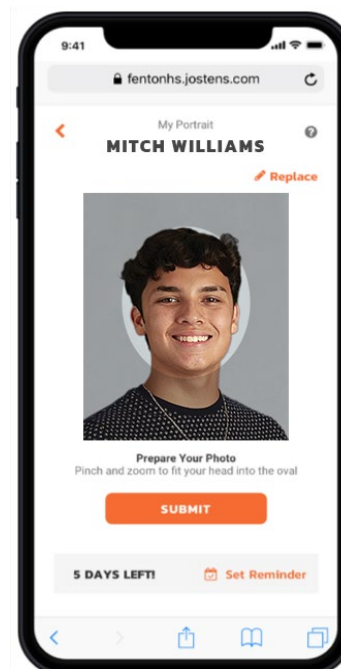 9:41
fentonhs.jostens.com
My Portrait
MITCH WILLIAMS
Replace
Prepare Your Photo
Pinch and zoom to fit your head into the oval
SUBMIT
5 DAYS LEFT!
Set Reminder